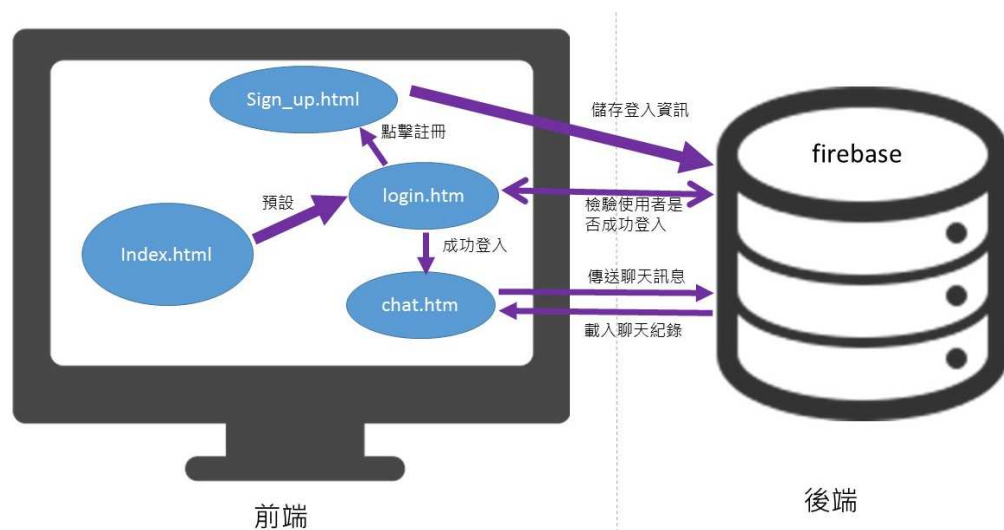 Sign_up.html
點擊註冊
儲存登入資訊
firebase
預設
login.htm
檢驗使用者是
否成功登入
Index.html
成功登入
傳送聊天訊息
chat.htm
載入聊天紀錄
前端
後端